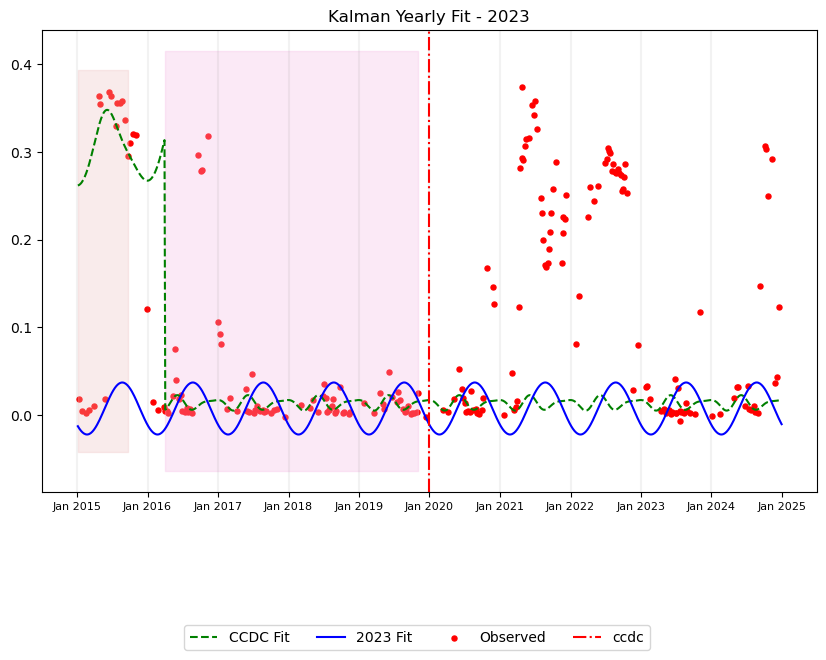 Kalman Yearly Fit - 2023
0.4
0.3
0.2
0.1
0.0
Jan 2015 Jan 2016 Jan 2017 Jan 2018 Jan 2019 Jan 2020 Jan 2021 Jan 2022 Jan 2023 Jan 2024 Jan 2025
CCDC Fit 2023 Fit Observed ccdc